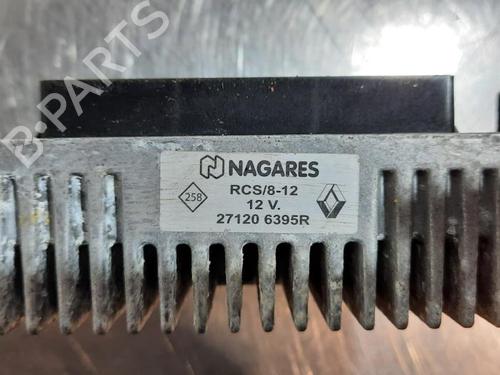 B-PARTS
NAGARES
258
RCS/8-12
12 V.
27120 6395R